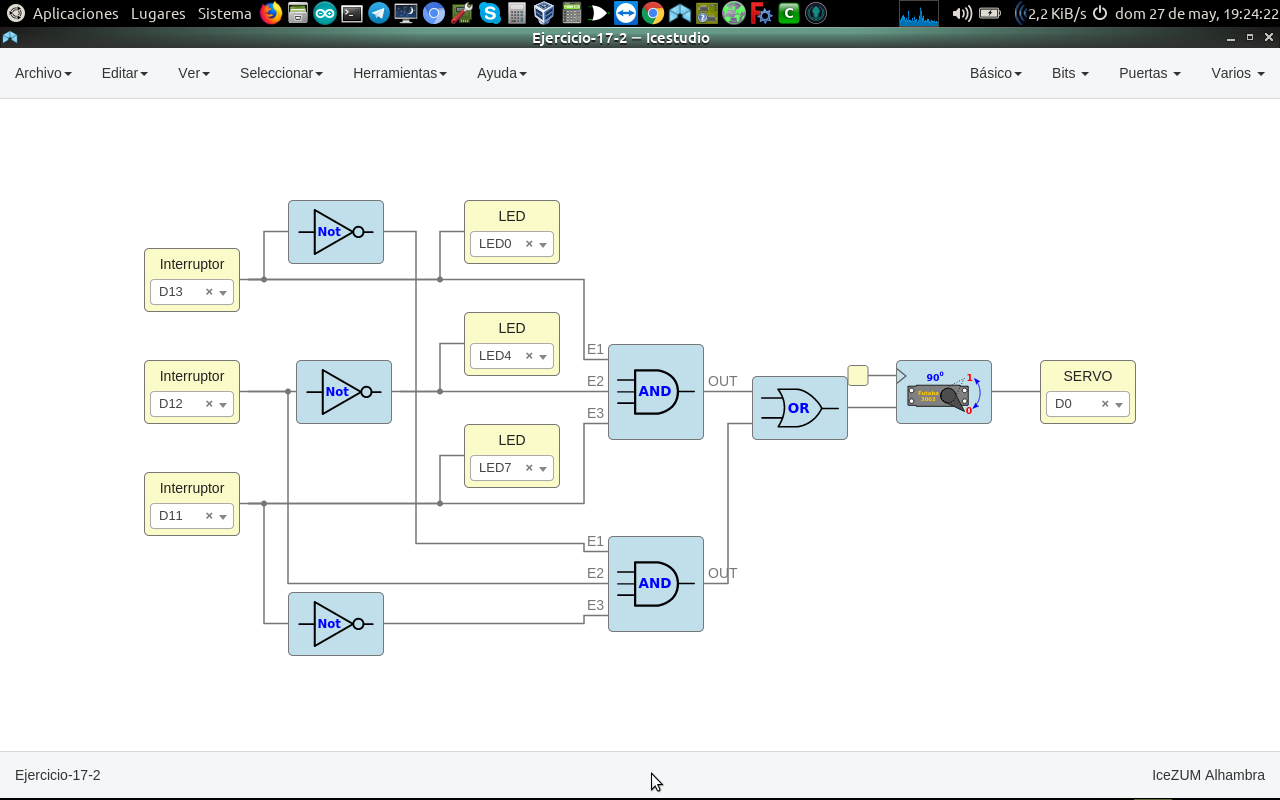 Aplicaciones Lugares Sistema 2,2 KiB/s dom 27 de may, 19:24:22
Ejercicio-17-2 — Icestudio
Archivo Editar Ver Seleccionar Herramientas Ayuda Básico Bits Puertas Varios
Not
LED
LED0
Interruptor
D13
LED
LED4
Interruptor
D12
Not
E1
E2
E3
AND
OUT
OR
90⁰
1
0
Futaba
3003
SERVO
D0
LED
LED7
Interruptor
D11
E1
E2
E3
AND
OUT
Not
Ejercicio-17-2 IceZUM Alhambra